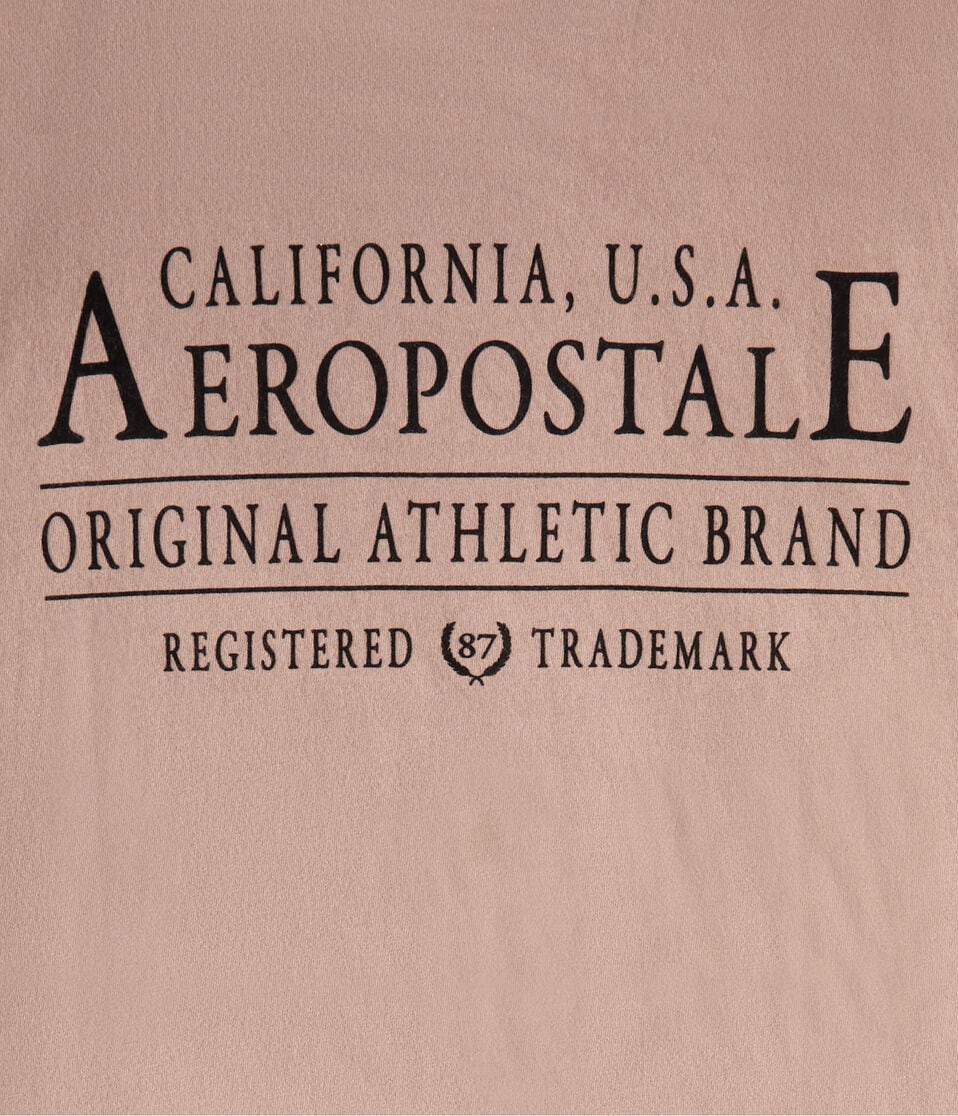 CALIFORNIA, U.S.A.
AEROPOSTALE
ORIGINAL ATHLETIC BRAND
REGISTERED 87 TRADEMARK